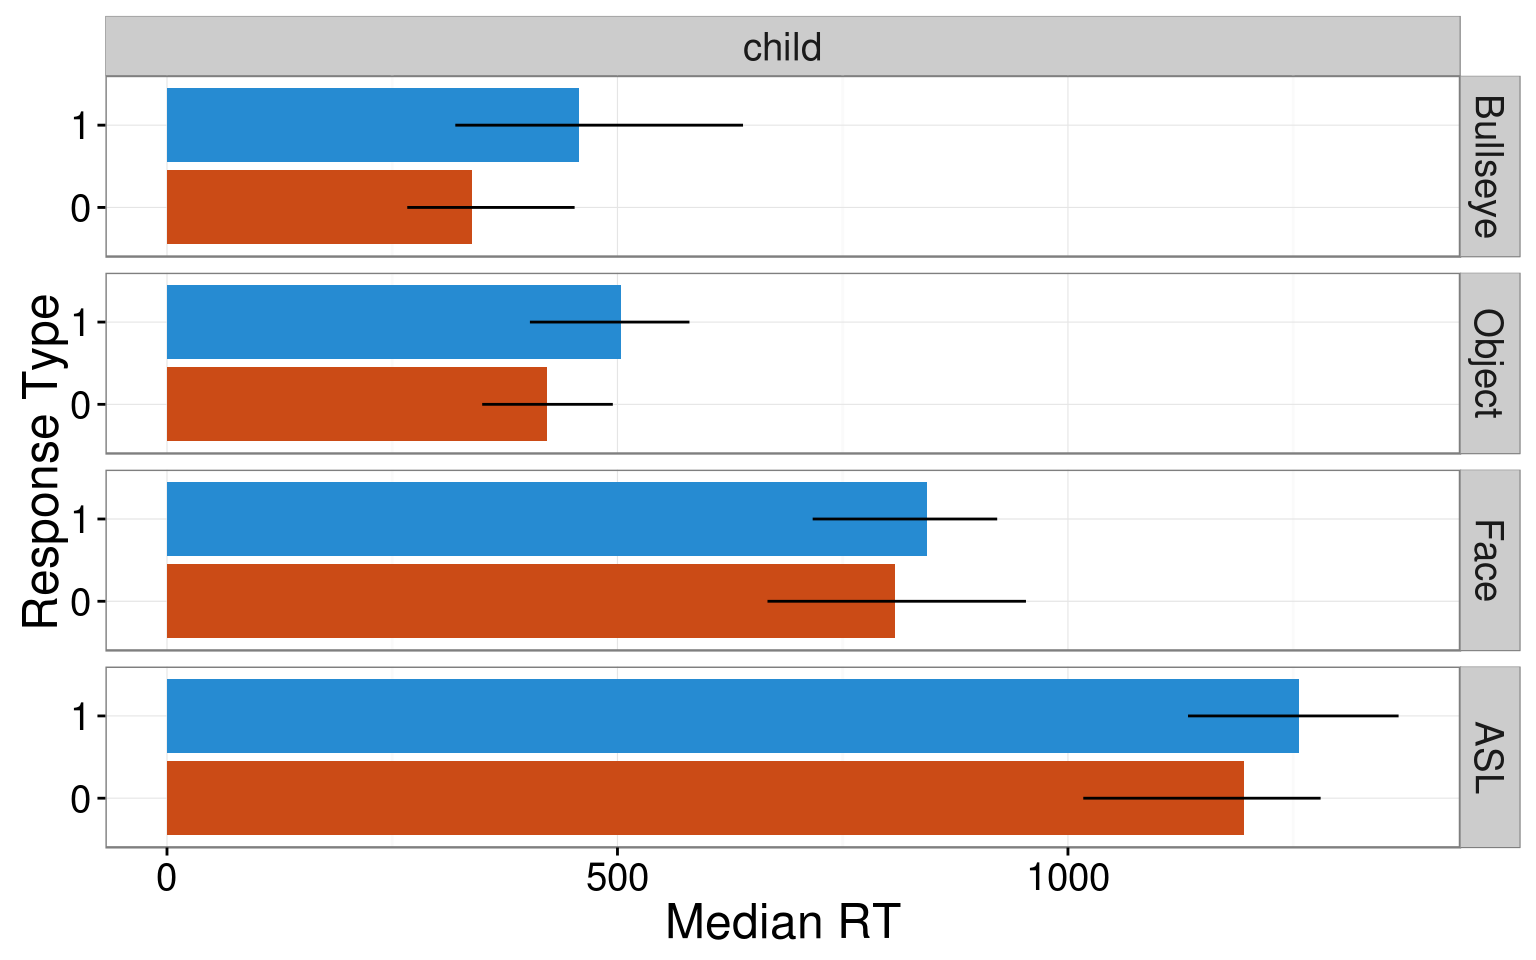 child
Response Type
1
0
Bullseye
1
0
Object
1
0
Face
1
0
ASL
0 500 1000
Median RT